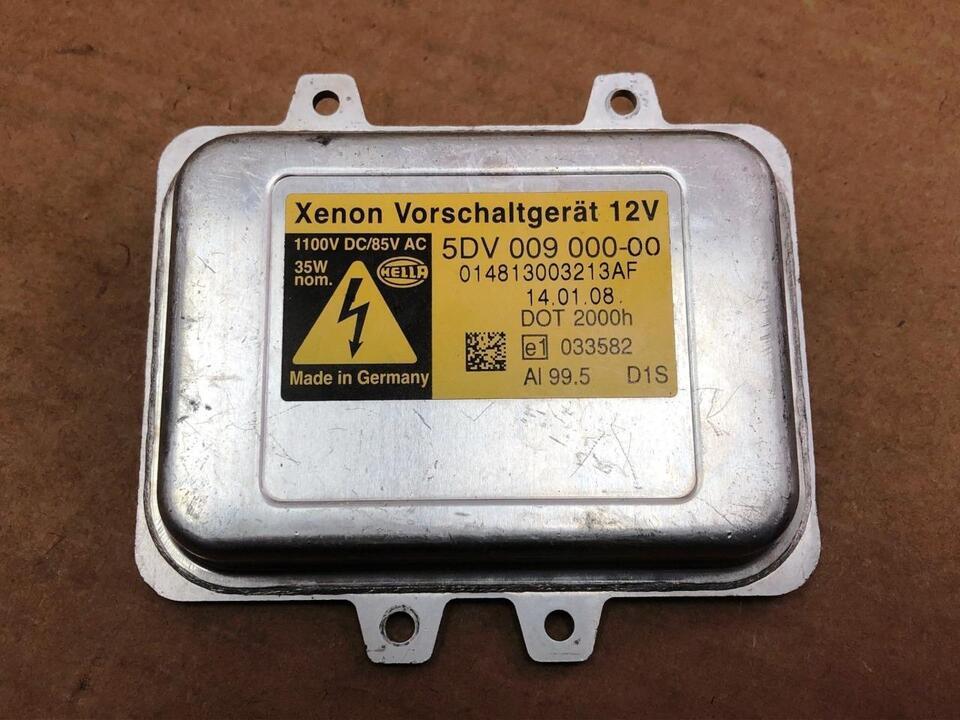 Xenon Vorschaltgerät 12V
1100V DC/85V AC
35W
nom.
HELLA
Made in Germany
5DV 009 000-00
014813003213AF
14.01.08.
DOT 2000h
e1 033582
Al 99.5 D1S